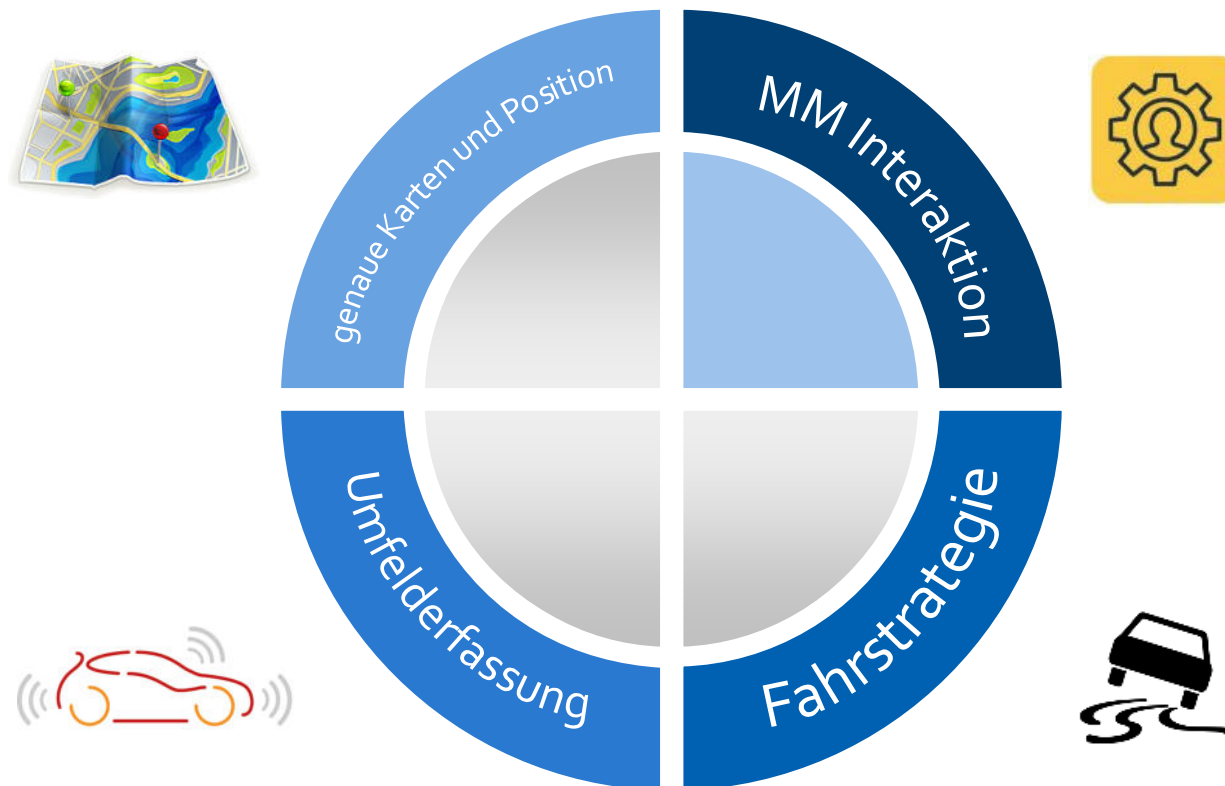 genaue Karten und Position
MM Interaktion
Umfelderfassung
Fahrstrategie